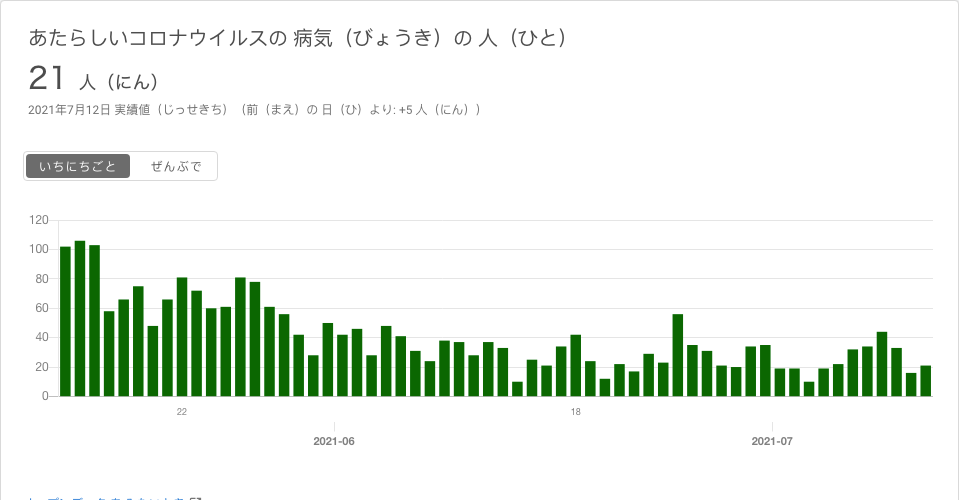 あたらしいコロナウイルスの 病気（びょうき）の 人（ひと）
21 人（にん）
2021年7月12日 実績値（じっせきち）（前（まえ）の 日（ひ）より: +5 人（にん））
いちにちごと ぜんぶで
120
100
80
60
40
20
0
22 18
2021-06 2021-07